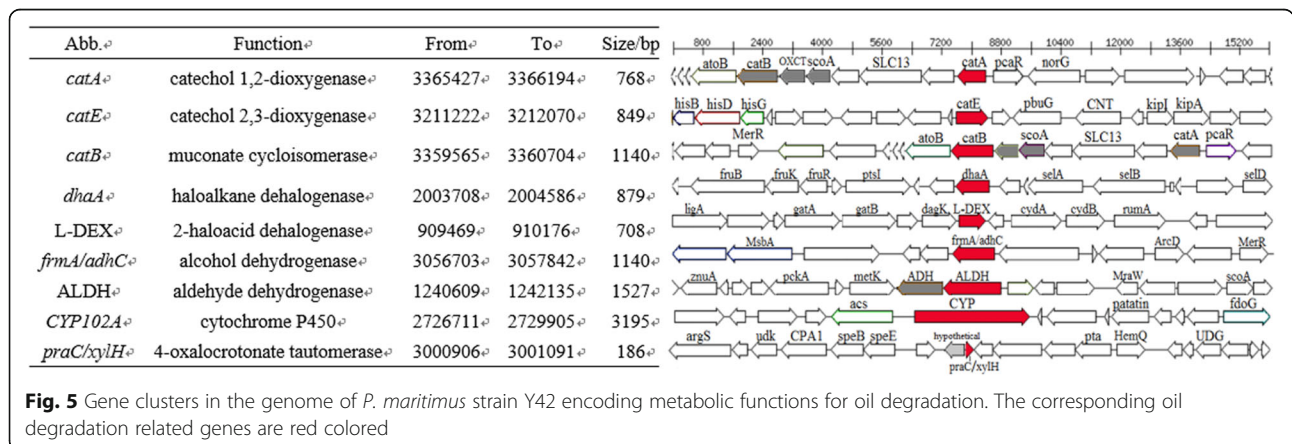 Abb. Function From To Size/bp
catA catechol 1,2-dioxygenase 3365427 3366194 768
catE catechol 2,3-dioxygenase 3211222 3212070 849
catB muconate cycloisomerase 3359565 3360704 1140
dhaA haloalkane dehalogenase 2003708 2004586 879
L-DEX 2-haloacid dehalogenase 909469 910176 708
frmA/adhC alcohol dehydrogenase 3056703 3057842 1140
ALDH aldehyde dehydrogenase 1240609 1242135 1527
CYP102A cytochrome P450 2726711 2729905 3195
praC/xylH 4-oxalocrotonate tautomerase 3000906 3001091 186
800 2400 4000 5600 7200 8800 10400 12000 13600 15200
atoB catB OXCT scoA SLC13 catA pcaR norG
hisB hisD hisG catE pbuG CNT kipI kipA
MerR atoB catB scoA SLC13 catA pcaR
fruB fruK fruR ptsI dhaA selA selB selD
ligA gatA gatB dagK L-DEX cydA cydB rumA
MsbA frmA/adhC ArcD MerR
znuA pckA metK ADH ALDH MraW scoA
acs CYP patatin fdoG
argS udk CPA1 speB speE hypothetical pta HemQ UDG
praC/xylH
Fig. 5 Gene clusters in the genome of P. maritimus strain Y42 encoding metabolic functions for oil degradation. The corresponding oil
degradation related genes are red colored